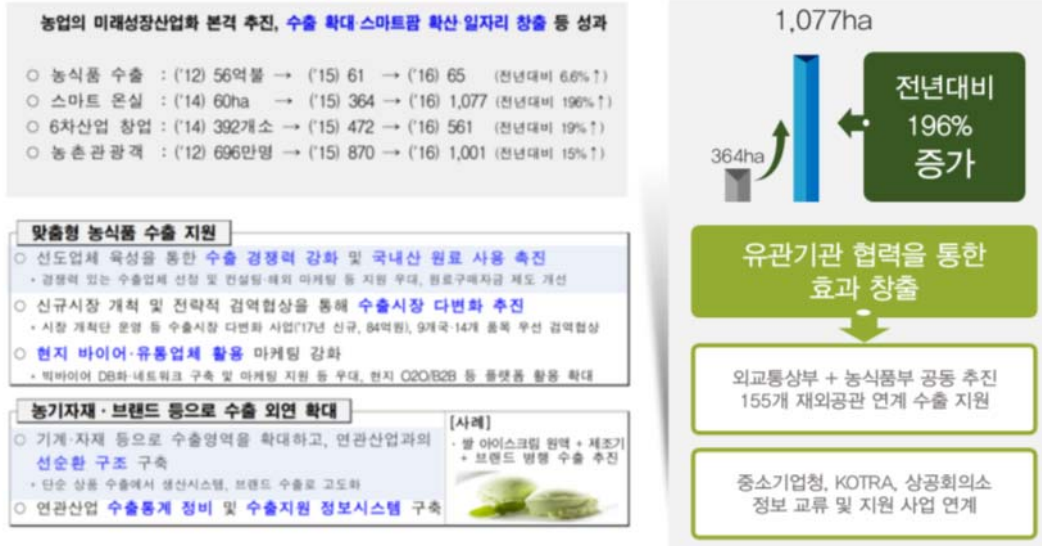 농업의 미래성장산업화 본격 추진, 수출 확대·스마트팜 확산·일자리 창출 등 성과
○ 농식품 수출 : ('12) 56억불 → ('15) 61 → ('16) 65 (전년대비 6.6%↑)
○ 스마트 온실 : ('14) 60ha → ('15) 364 → ('16) 1,077 (전년대비 196%↑)
○ 6차산업 창업 : ('14) 392개소 → ('15) 472 → ('16) 561 (전년대비 19%↑)
○ 농촌관광객 : ('12) 696만명 → ('15) 870 → ('16) 1,001 (전년대비 15%↑)
맞춤형 농식품 수출 지원
○ 선도업체 육성을 통한 수출 경쟁력 강화 및 국내산 원료 사용 촉진
* 경쟁력 있는 수출업체 선정 및 컨설팅·해외 마케팅 등 지원 우대, 원료구매자금 제도 개선
○ 신규시장 개척 및 전략적 검역협상을 통해 수출시장 다변화 추진
* 시장 개척단 운영 등 수출시장 다변화 사업('17년 신규, 84억원), 9개국·14개 품목 우선 검역협상
○ 현지 바이어·유통업체 활용 마케팅 강화
* 빅바이어 DB화·네트워크 구축 및 마케팅 지원 등 우대, 현지 O2O/B2B 등 플랫폼 활용 확대
농기자재·브랜드 등으로 수출 외연 확대
○ 기계·자재 등으로 수출영역을 확대하고, 연관산업과의
선순환 구조 구축
* 단순 상품 수출에서 생산시스템, 브랜드 수출로 고도화
○ 연관산업 수출통계 정비 및 수출지원 정보시스템 구축
[사례]
· 쌀 아이스크림 원액 + 제조기
+ 브랜드 병행 수출 추진
1,077ha
364ha
전년대비
196%
증가
유관기관 협력을 통한
효과 창출
외교통상부 + 농식품부 공동 추진
155개 재외공관 연계 수출 지원
중소기업청, KOTRA, 상공회의소
정보 교류 및 지원 사업 연계